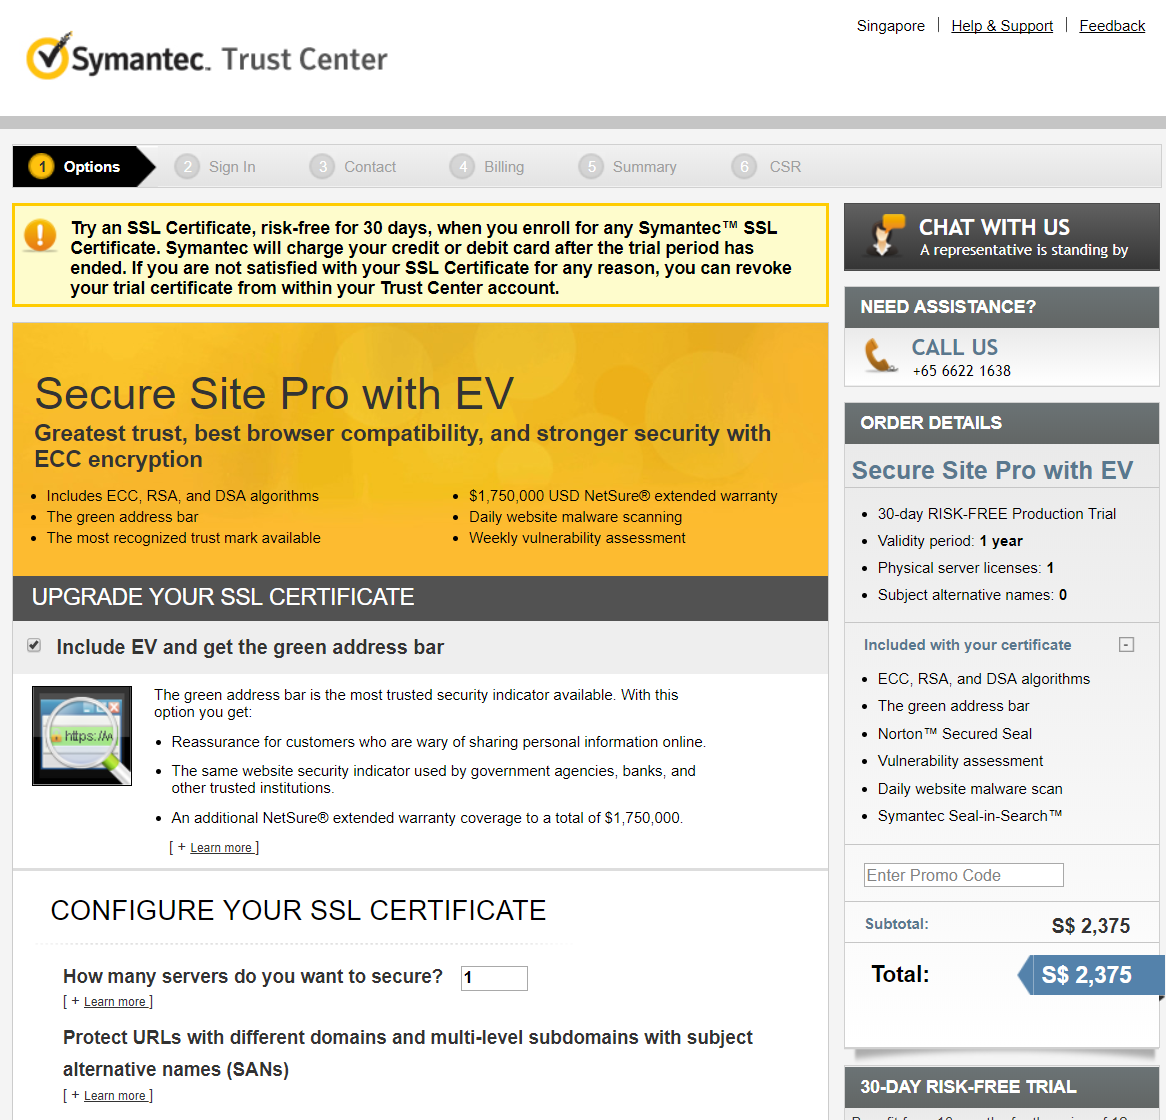 Singapore | Help & Support | Feedback
Symantec™ Trust Center
1 Options 2 Sign In 3 Contact 4 Billing 5 Summary 6 CSR
Try an SSL Certificate, risk-free for 30 days, when you enroll for any Symantec™ SSL
Certificate. Symantec will charge your credit or debit card after the trial period has
ended. If you are not satisfied with your SSL Certificate for any reason, you can revoke
your trial certificate from within your Trust Center account.
Secure Site Pro with EV
Greatest trust, best browser compatibility, and stronger security with
ECC encryption
• Includes ECC, RSA, and DSA algorithms
• The green address bar
• The most recognized trust mark available
• $1,750,000 USD NetSure® extended warranty
• Daily website malware scanning
• Weekly vulnerability assessment
UPGRADE YOUR SSL CERTIFICATE
Include EV and get the green address bar
https://w
The green address bar is the most trusted security indicator available. With this
option you get:
• Reassurance for customers who are wary of sharing personal information online.
• The same website security indicator used by government agencies, banks, and
other trusted institutions.
• An additional NetSure® extended warranty coverage to a total of $1,750,000.
[ + Learn more ]
CONFIGURE YOUR SSL CERTIFICATE
How many servers do you want to secure? 1
[ + Learn more ]
Protect URLs with different domains and multi-level subdomains with subject
alternative names (SANs)
[ + Learn more ]
CHAT WITH US
A representative is standing by
NEED ASSISTANCE?
CALL US
+65 6622 1638
ORDER DETAILS
Secure Site Pro with EV
• 30-day RISK-FREE Production Trial
• Validity period: 1 year
• Physical server licenses: 1
• Subject alternative names: 0
Included with your certificate [-]
• ECC, RSA, and DSA algorithms
• The green address bar
• Norton™ Secured Seal
• Vulnerability assessment
• Daily website malware scan
• Symantec Seal-in-Search™
Enter Promo Code
Subtotal: S$ 2,375
Total: S$ 2,375
30-DAY RISK-FREE TRIAL